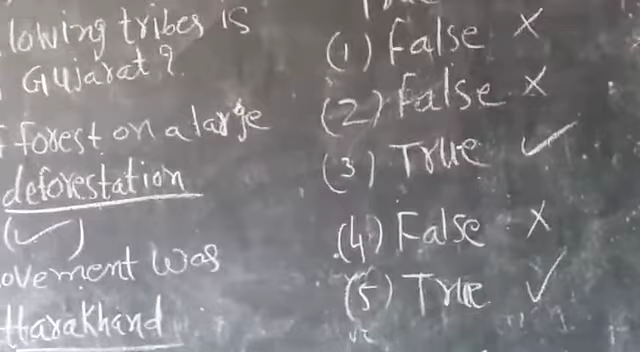 lowing tribes is
Gujarat?
forest on a large
deforestation
(✓)
ovement was
ttarakhand
(1) False ×
(2) False ×
(3) True ✓
(4) False ×
(5) True ✓